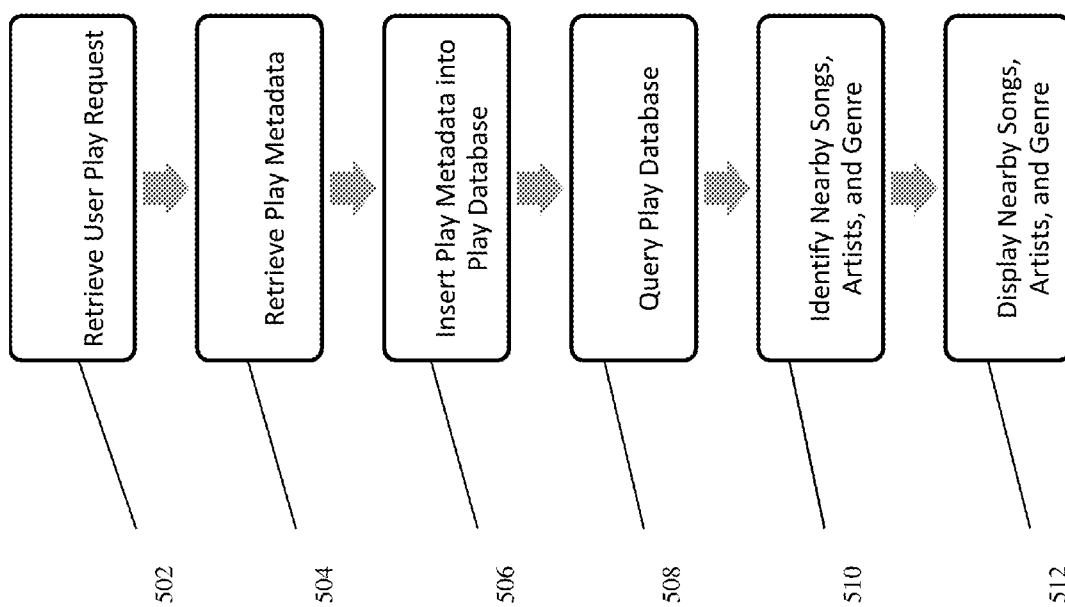 Retrieve User Play Request
502
Retrieve Play Metadata
504
Insert Play Metadata into
Play Database
506
Query Play Database
508
Identify Nearby Songs,
Artists, and Genre
510
Display Nearby Songs,
Artists, and Genre
512